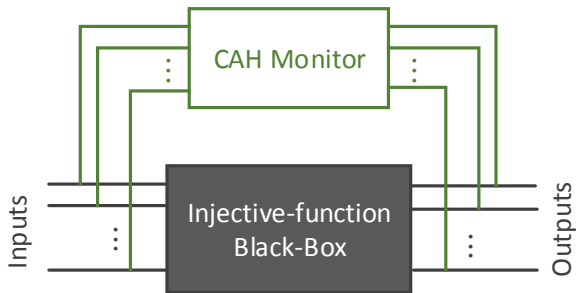 CAH Monitor
Inputs
Injective-function
Black-Box
Outputs